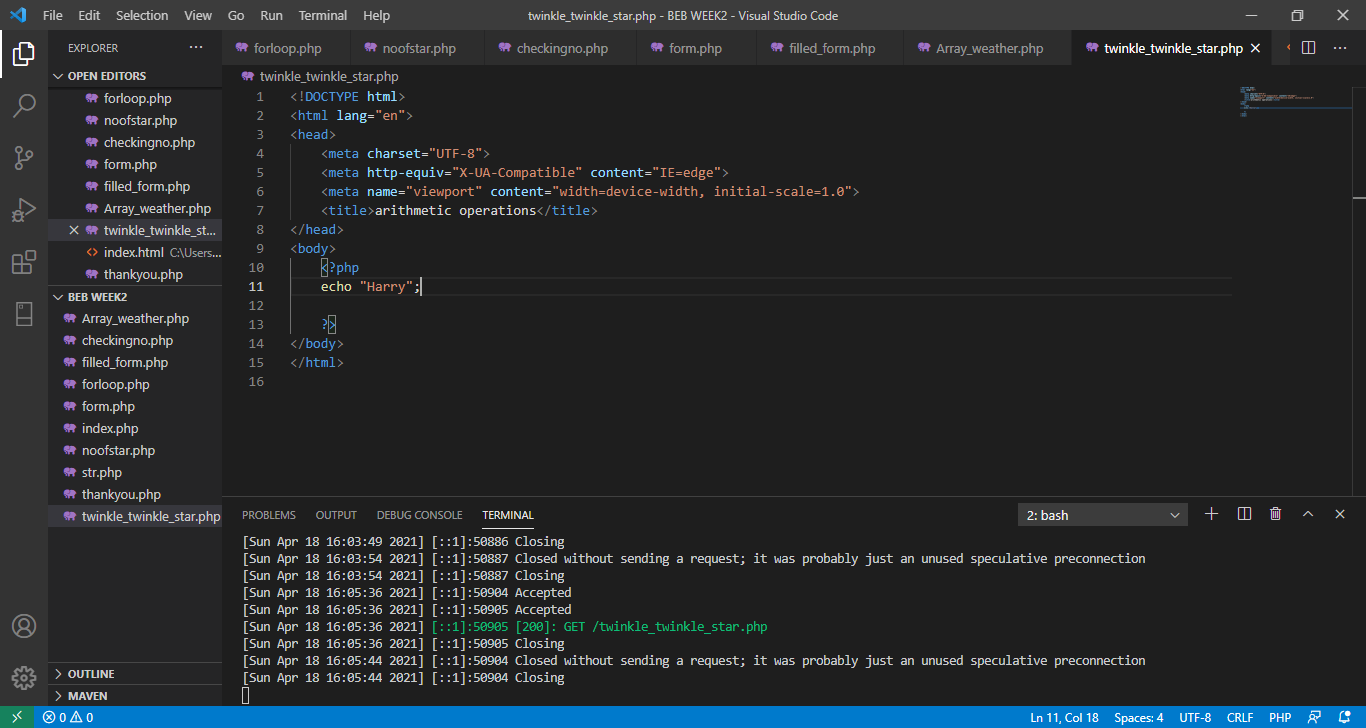 File Edit Selection View Go Run Terminal Help twinkle_twinkle_star.php - BEB WEEK2 - Visual Studio Code
EXPLORER
OPEN EDITORS
forloop.php
noofstar.php
checkingno.php
form.php
filled_form.php
Array_weather.php
twinkle_twinkle_st...
index.html C:\Users...
thankyou.php
BEB WEEK2
Array_weather.php
checkingno.php
filled_form.php
forloop.php
form.php
index.php
noofstar.php
str.php
thankyou.php
twinkle_twinkle_star.php
OUTLINE
MAVEN
forloop.php noofstar.php checkingno.php form.php filled_form.php Array_weather.php twinkle_twinkle_star.php
twinkle_twinkle_star.php
1 <!DOCTYPE html>
2 <html lang="en">
3 <head>
4 <meta charset="UTF-8">
5 <meta http-equiv="X-UA-Compatible" content="IE=edge">
6 <meta name="viewport" content="width=device-width, initial-scale=1.0">
7 <title>arithmetic operations</title>
8 </head>
9 <body>
10 <?php
11 echo "Harry";
12
13 ?>
14 </body>
15 </html>
16
PROBLEMS OUTPUT DEBUG CONSOLE TERMINAL 2: bash
[Sun Apr 18 16:03:49 2021] [::1]:50886 Closing
[Sun Apr 18 16:03:54 2021] [::1]:50887 Closed without sending a request; it was probably just an unused speculative preconnection
[Sun Apr 18 16:03:54 2021] [::1]:50887 Closing
[Sun Apr 18 16:05:36 2021] [::1]:50904 Accepted
[Sun Apr 18 16:05:36 2021] [::1]:50905 Accepted
[Sun Apr 18 16:05:36 2021] [::1]:50905 [200]: GET /twinkle_twinkle_star.php
[Sun Apr 18 16:05:36 2021] [::1]:50905 Closing
[Sun Apr 18 16:05:44 2021] [::1]:50904 Closed without sending a request; it was probably just an unused speculative preconnection
[Sun Apr 18 16:05:44 2021] [::1]:50904 Closing
0 0 Ln 11, Col 18 Spaces: 4 UTF-8 CRLF PHP